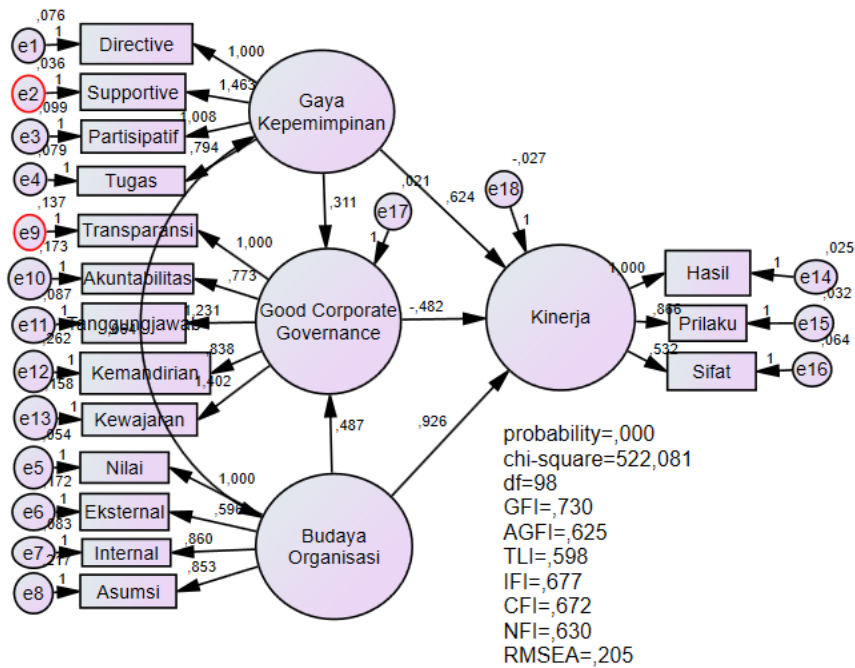 ,076
e1
1
Directive
1,000
,036
e2
1
Supportive
1,463
,099
e3
1
Partisipatif
1,008
,079
e4
1
Tugas
,794
Gaya
Kepemimpinan
,137
e9
1
Transparansi
1,000
,173
e10
1
Akuntabilitas
,773
,087
e11
1
Tanggungjawab
1,231
,262
e12
1
Kemandirian
,838
,158
e13
1
Kewajaran
1,402
Good Corporate
Governance
,311
,021
e17
1
,624
-,027
e18
1
-,482
Kinerja
1,000
Hasil
1
,025
e14
,866
Prilaku
1
,032
e15
,532
Sifat
1
,064
e16
,054
e5
1
Nilai
1,000
,172
e6
1
Eksternal
,596
,083
e7
1
Internal
,860
,217
e8
1
Asumsi
,853
Budaya
Organisasi
,487
,926
probability=,000
chi-square=522,081
df=98
GFI=,730
AGFI=,625
TLI=,598
IFI=,677
CFI=,672
NFI=,630
RMSEA=,205